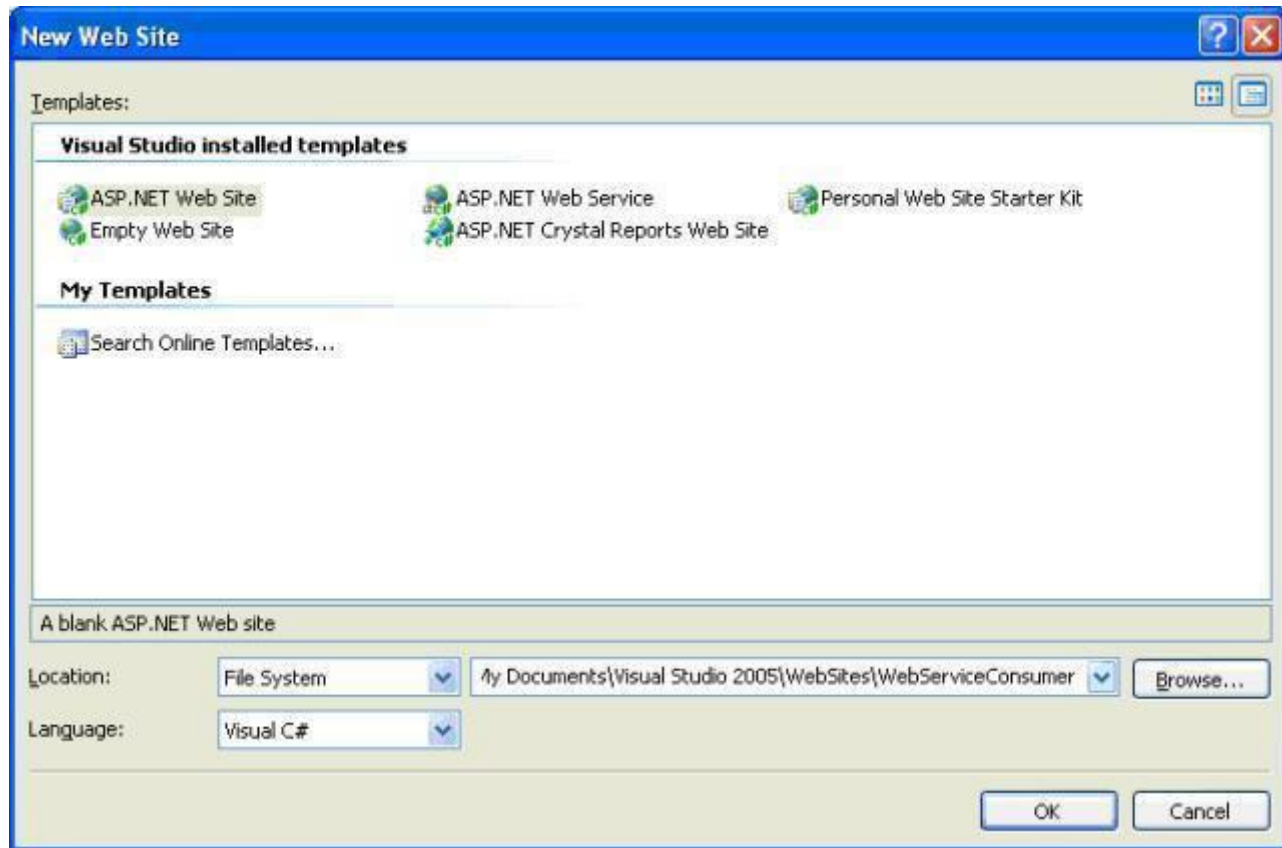 New Web Site
Templates:
Visual Studio installed templates
ASP.NET Web Site
ASP.NET Web Service
Personal Web Site Starter Kit
Empty Web Site
ASP.NET Crystal Reports Web Site
My Templates
Search Online Templates...
A blank ASP.NET Web site
Location:
File System
My Documents\Visual Studio 2005\WebSites\WebServiceConsumer
Browse...
Language:
Visual C#
OK
Cancel